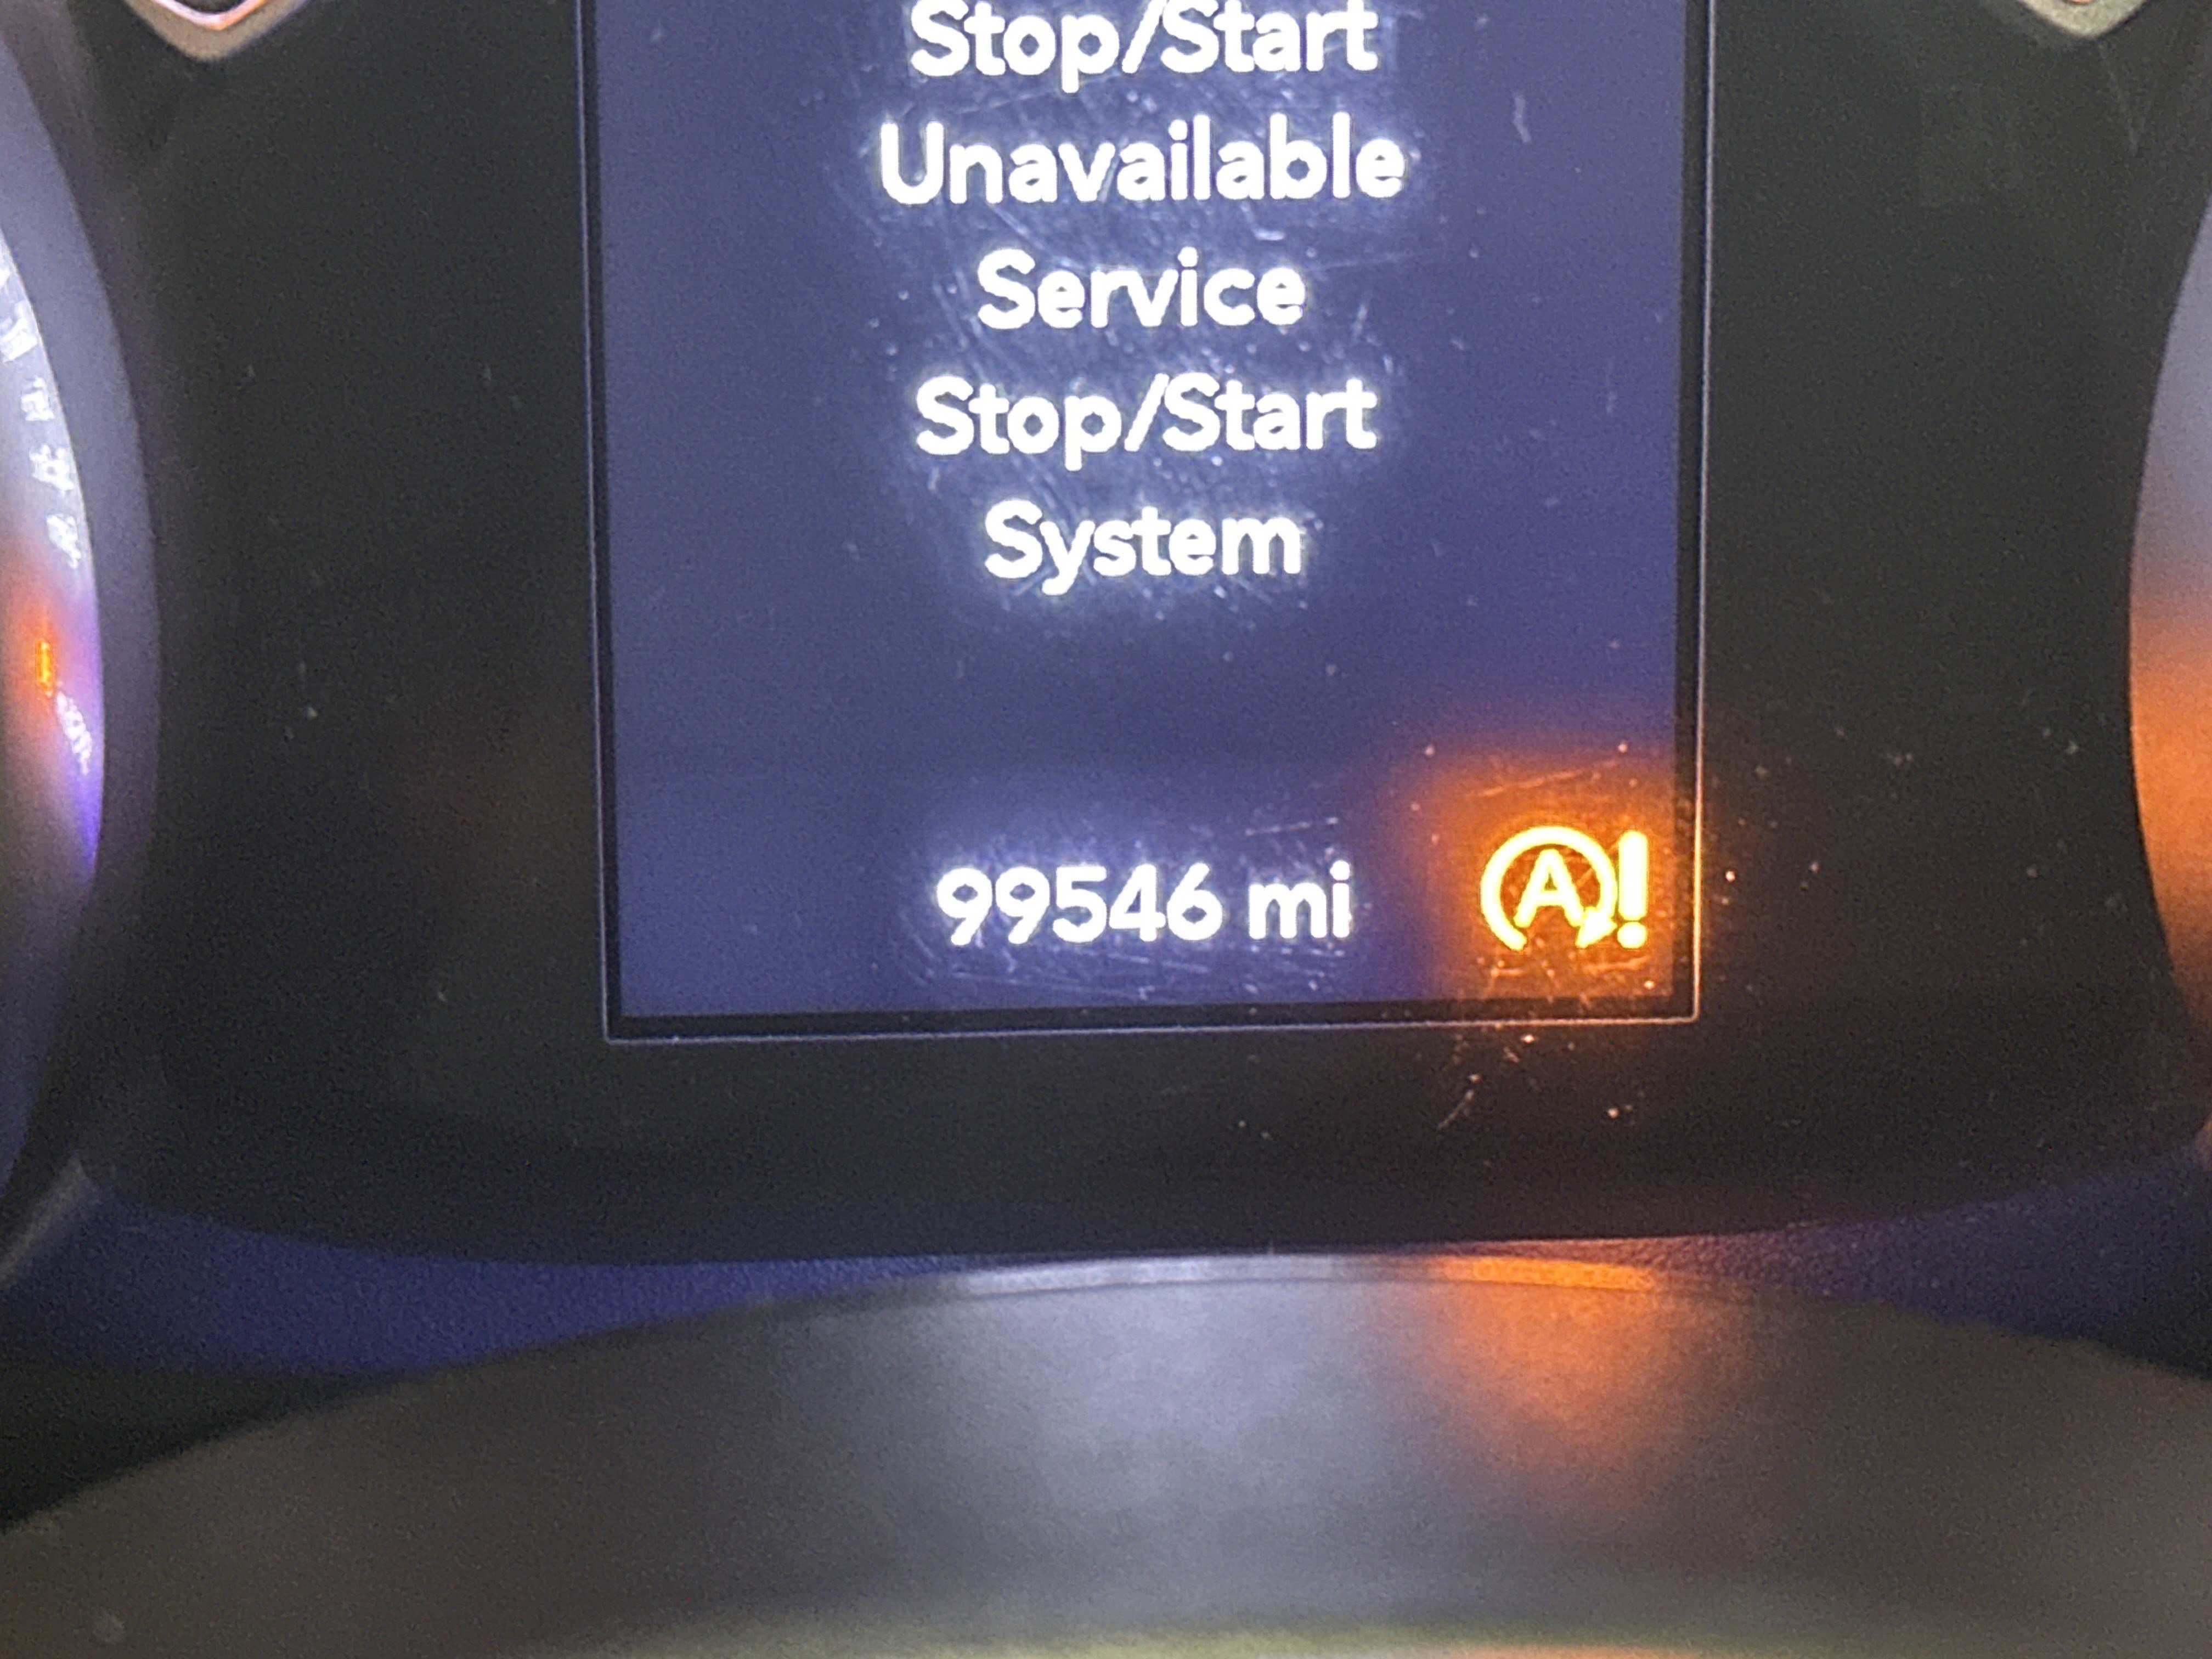 Stop/Start
Unavailable
Service
Stop/Start
System
99546 mi
A!